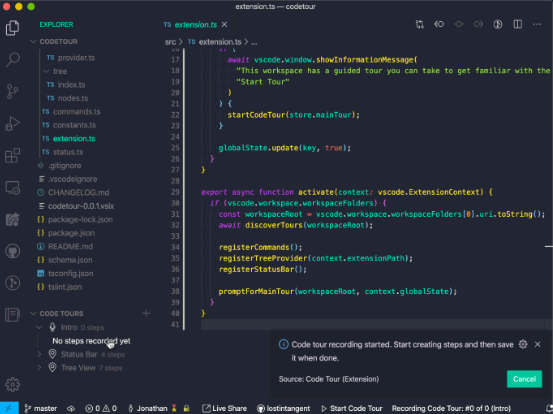 extension.ts — codetour
EXPLORER
CODETOUR
TS provider.ts
tree
TS index.ts
TS nodes.ts
TS commands.ts
TS constants.ts
TS extension.ts
TS status.ts
.gitignore
.vscodeignore
CHANGELOG.md
codetour-0.0.1.vsix
package-lock.json
package.json
README.md
schema.json
tsconfig.json
tslint.json
CODE TOURS
Intro 0 steps
No steps recorded yet
Status Bar 4 steps
Tree View 7 steps
TS extension.ts
src > TS extension.ts > ...
17 await vscode.window.showInformationMessage(
18 "This workspace has a guided tour you can take to get familiar with the
19 "Start Tour"
20 )
21 ) {
22 startCodeTour(store.mainTour);
23 }
24
25 globalState.update(key, true);
26 }
27 }
28
29 export async function activate(context: vscode.ExtensionContext) {
30 if (vscode.workspace.workspaceFolders) {
31 const workspaceRoot = vscode.workspace.workspaceFolders[0].uri.toString();
32 await discoverTours(workspaceRoot);
33
34 registerCommands();
35 registerTreeProvider(context.extensionPath);
36 registerStatusBar();
37
38 promptForMainTour(workspaceRoot, context.globalState);
39 }
40 }
41
Code tour recording started. Start creating steps and then save
it when done.
Source: Code Tour (Extension)
Cancel
master 0 0 Jonathan Live Share lostintangent Start Code Tour Recording Code Tour: #0 of 0 (Intro)